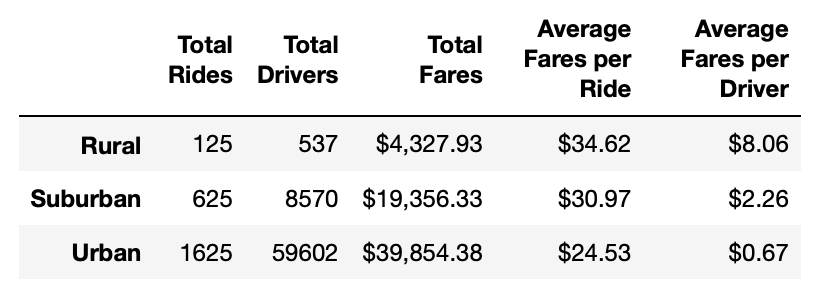 Total Rides Total Drivers Total Fares Average Fares per Ride Average Fares per Driver
Rural 125 537 $4,327.93 $34.62 $8.06
Suburban 625 8570 $19,356.33 $30.97 $2.26
Urban 1625 59602 $39,854.38 $24.53 $0.67